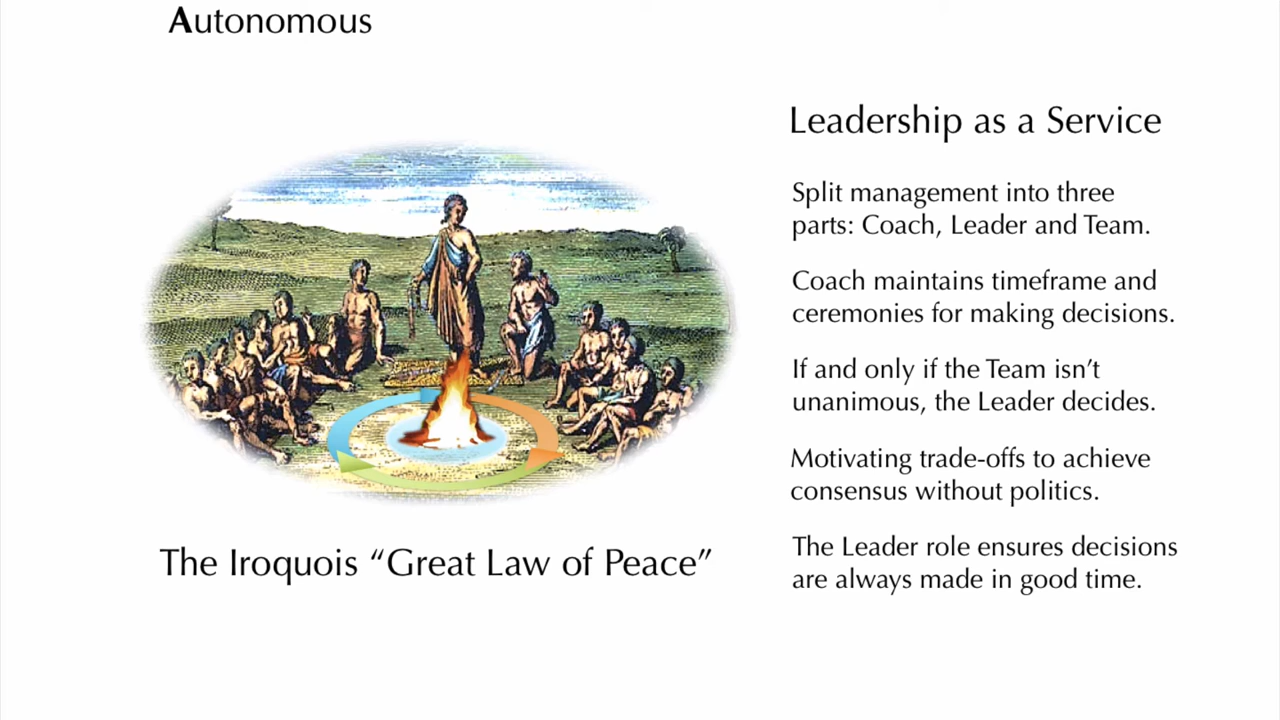 Autonomous
Leadership as a Service
Split management into three
parts: Coach, Leader and Team.
Coach maintains timeframe and
ceremonies for making decisions.
If and only if the Team isn’t
unanimous, the Leader decides.
Motivating trade-offs to achieve
consensus without politics.
The Leader role ensures decisions
are always made in good time.
The Iroquois “Great Law of Peace”